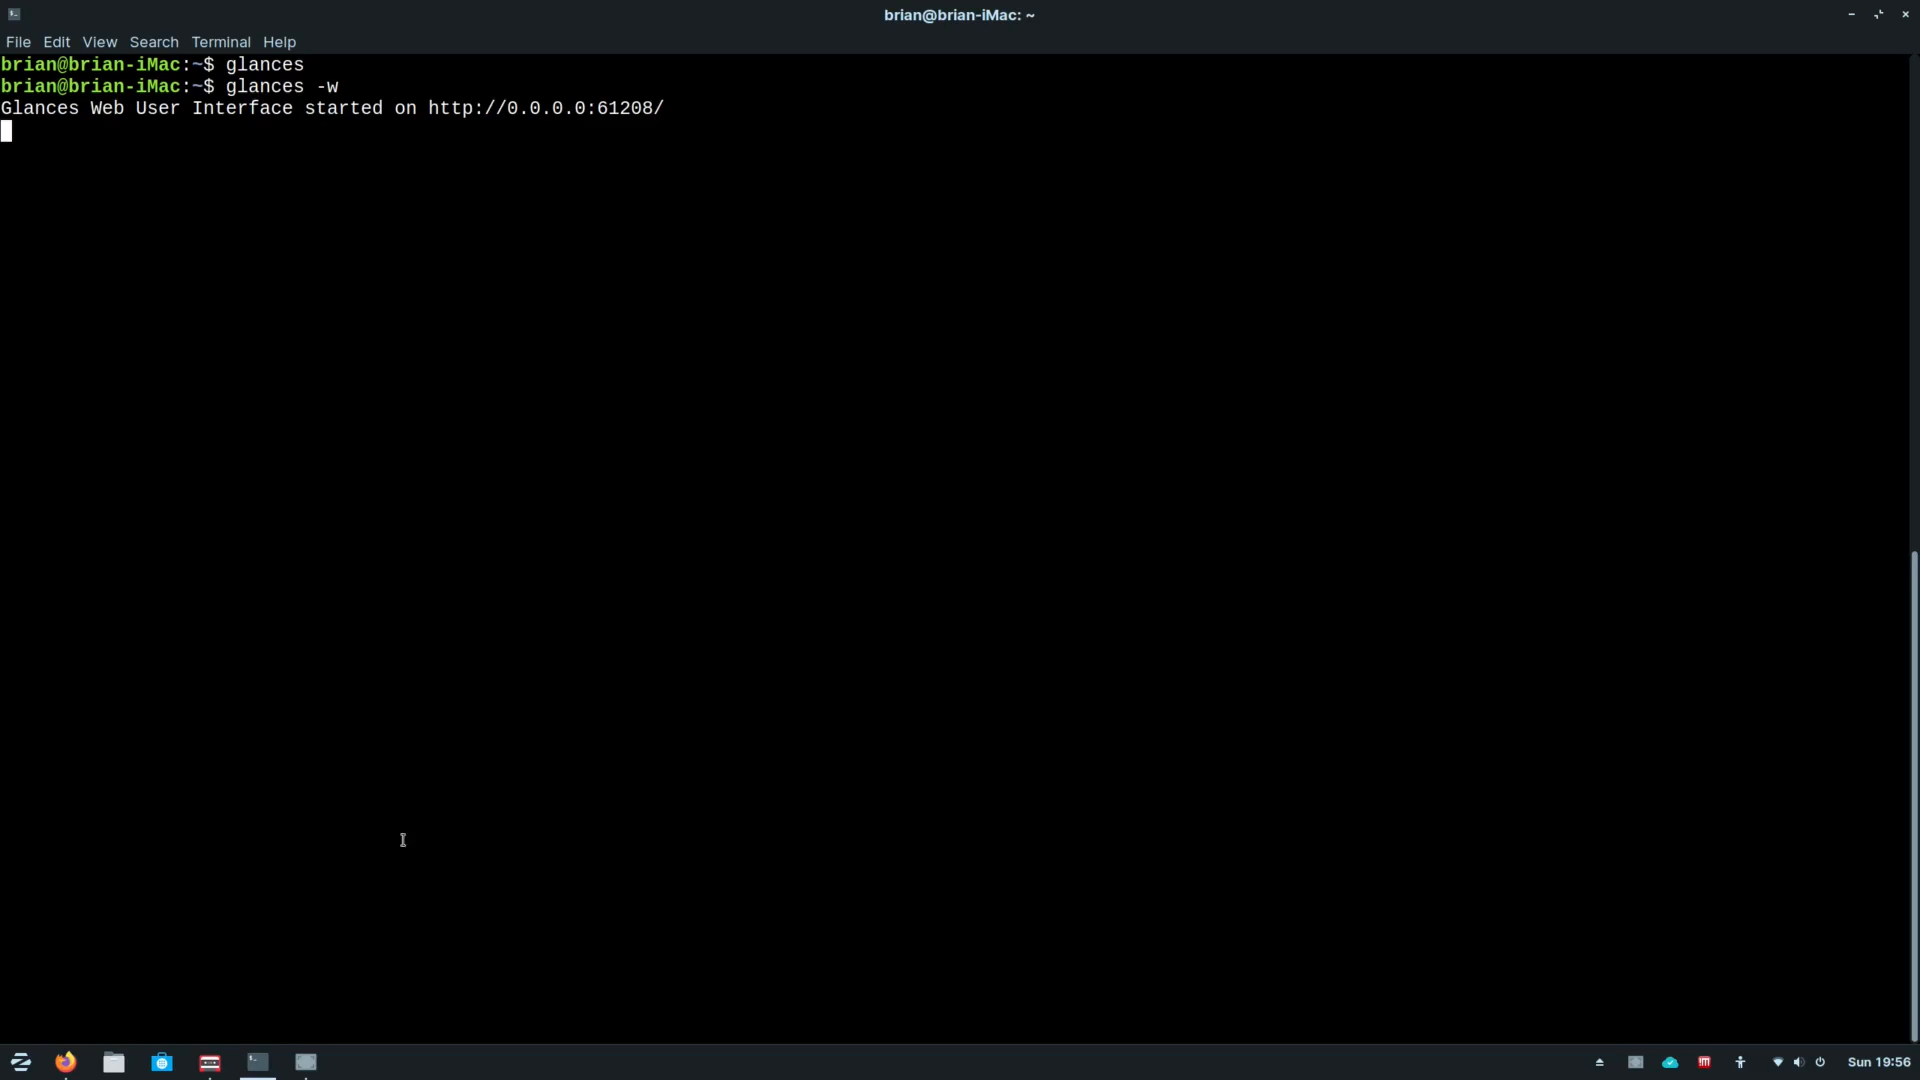 brian@brian-iMac: ~
File Edit View Search Terminal Help
brian@brian-iMac:~$ glances
brian@brian-iMac:~$ glances -w
Glances Web User Interface started on http://0.0.0.0:61208/
Sun 19:56